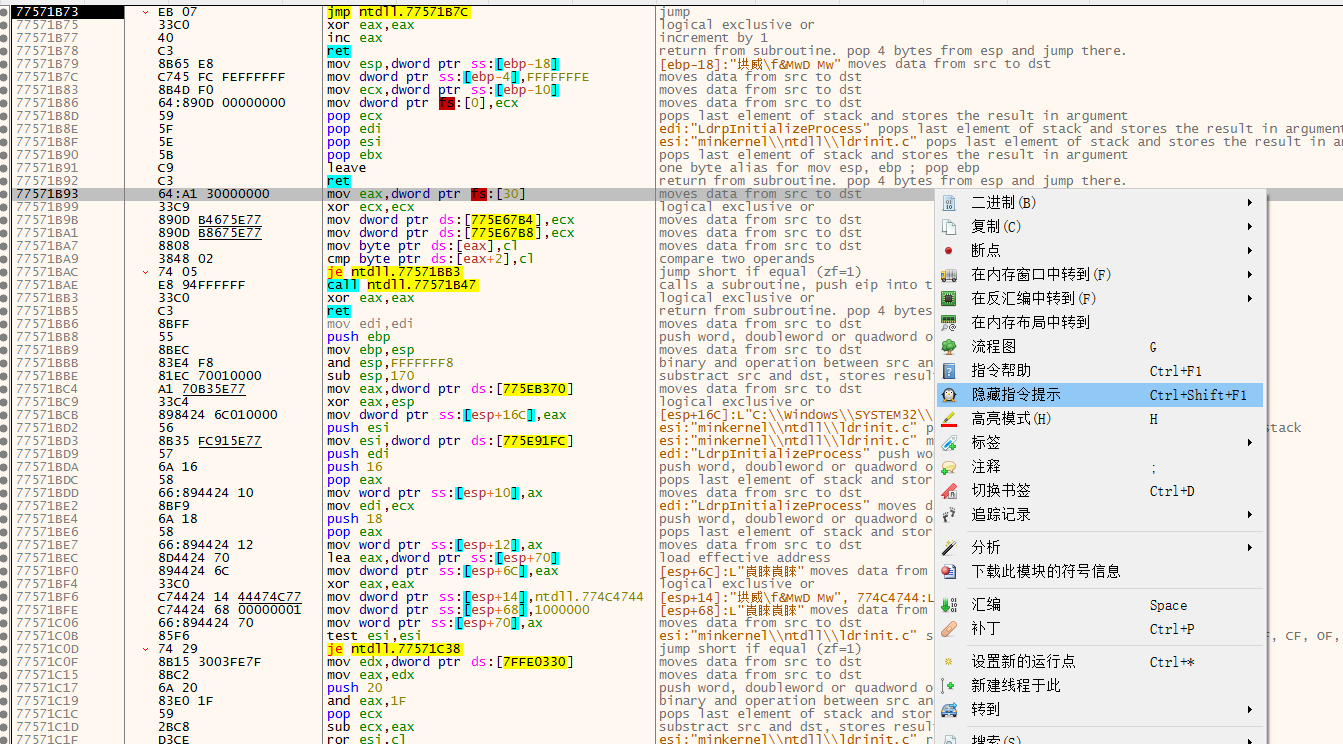 77571B73 EB 07 jmp ntdll.77571B7C jump
77571B75 33C0 xor eax,eax logical exclusive or
77571B77 40 inc eax increment by 1
77571B78 C3 ret return from subroutine. pop 4 bytes from esp and jump there.
77571B79 8B65 E8 mov esp,dword ptr ss:[ebp-18] [ebp-18]:"垬威\f&MwD Mw" moves data from src to dst
77571B7C C745 FC FEFFFFFF mov dword ptr ss:[ebp-4],FFFFFFFE moves data from src to dst
77571B83 8B4D F0 mov ecx,dword ptr ss:[ebp-10] moves data from src to dst
77571B86 64:890D 00000000 mov dword ptr fs:[0],ecx moves data from src to dst
77571B8D 59 pop ecx pops last element of stack and stores the result in argument
77571B8E 5F pop edi edi:"LdrpInitializeProcess" pops last element of stack and stores the result in argument
77571B8F 5E pop esi esi:"minkernel\\ntdll\\ldrinit.c" pops last element of stack and stores the result in ar
77571B90 5B pop ebx pops last element of stack and stores the result in argument
77571B91 C9 leave one byte alias for mov esp, ebp ; pop ebp
77571B92 C3 ret return from subroutine. pop 4 bytes from esp and jump there.
77571B93 64:A1 30000000 mov eax,dword ptr fs:[30] moves data from src to dst
77571B99 33C9 xor ecx,ecx logical exclusive or
77571B9B 890D B4675E77 mov dword ptr ds:[775E67B4],ecx moves data from src to dst
77571BA1 890D B8675E77 mov dword ptr ds:[775E67B8],ecx moves data from src to dst
77571BA7 8808 mov byte ptr ds:[eax],cl moves data from src to dst
77571BA9 3848 02 cmp byte ptr ds:[eax+2],cl compare two operands
77571BAC 74 05 je ntdll.77571BB3 jump short if equal (zf=1)
77571BAE E8 94FFFFFF call ntdll.77571B47 calls a subroutine, push eip into t
77571BB3 33C0 xor eax,eax logical exclusive or
77571BB5 C3 ret return from subroutine. pop 4 bytes
77571BB6 8BFF mov edi,edi moves data from src to dst
77571BB8 55 push ebp push word, doubleword or quadword o
77571BB9 8BEC mov ebp,esp moves data from src to dst
77571BBB 83E4 F8 and esp,FFFFFFF8 binary and operation between src an
77571BBE 81EC 70010000 sub esp,170 substract src and dst, stores resul
77571BC4 A1 70B35E77 mov eax,dword ptr ds:[775EB370] moves data from src to dst
77571BC9 33C4 xor eax,esp logical exclusive or
77571BCB 898424 6C010000 mov dword ptr ss:[esp+16C],eax [esp+16C]:L"C:\\Windows\\SYSTEM32\\
77571BD2 56 push esi esi:"minkernel\\ntdll\\ldrinit.c" p stack
77571BD3 8B35 FC915E77 mov esi,dword ptr ds:[775E91FC] esi:"minkernel\\ntdll\\ldrinit.c" m
77571BD9 57 push edi edi:"LdrpInitializeProcess" push wo
77571BDA 6A 16 push 16 push word, doubleword or quadword o
77571BDC 58 pop eax pops last element of stack and stor
77571BDD 66:894424 10 mov word ptr ss:[esp+10],ax moves data from src to dst
77571BE2 8BF9 mov edi,ecx edi:"LdrpInitializeProcess" moves d
77571BE4 6A 18 push 18 push word, doubleword or quadword o
77571BE6 58 pop eax pops last element of stack and stor
77571BE7 66:894424 12 mov word ptr ss:[esp+12],ax moves data from src to dst
77571BEC 8D4424 70 lea eax,dword ptr ss:[esp+70] load effective address
77571BF0 894424 6C mov dword ptr ss:[esp+6C],eax moves data from
77571BF4 33C0 xor eax,eax logical exclusive or
77571BF6 C74424 14 44474C77 mov dword ptr ss:[esp+14],ntdll.774C4744 [esp+14]:"垬威\f&MwD Mw", 774C4744:L
77571BFE C74424 68 00000001 mov dword ptr ss:[esp+68],1000000 moves data from
77571C06 66:894424 70 mov word ptr ss:[esp+70],ax moves data from src to dst
77571C0B 85F6 test esi,esi esi:"minkernel\\ntdll\\ldrinit.c" s F, CF, OF,
77571C0D 74 29 je ntdll.77571C38 jump short if equal (zf=1)
77571C0F 8B15 3003FE7F mov edx,dword ptr ds:[7FFE0330] moves data from src to dst
77571C15 8BC2 mov eax,edx moves data from src to dst
77571C17 6A 20 push 20 push word, doubleword or quadword o
77571C19 83E0 1F and eax,1F binary and operation between src an
77571C1C 59 pop ecx pops last element of stack and stor
77571C1D 2BC8 sub ecx,eax substract src and dst, stores resul
77571C1F D3CE ror esi,cl esi:"minkernel\\ntdll\\ldrinit.c" r
二进制(B)
复制(C)
断点
在内存窗口中转到(F)
在反汇编中转到(F)
在内存布局中转到
流程图 G
指令帮助 Ctrl+F1
隐藏指令提示 Ctrl+Shift+F1
高亮模式(H) H
标签
注释 ;
切换书签 Ctrl+D
追踪记录
分析
下载此模块的符号信息
汇编 Space
补丁 Ctrl+P
设置新的运行点 Ctrl+*
新建线程于此
转到
搜索(S)